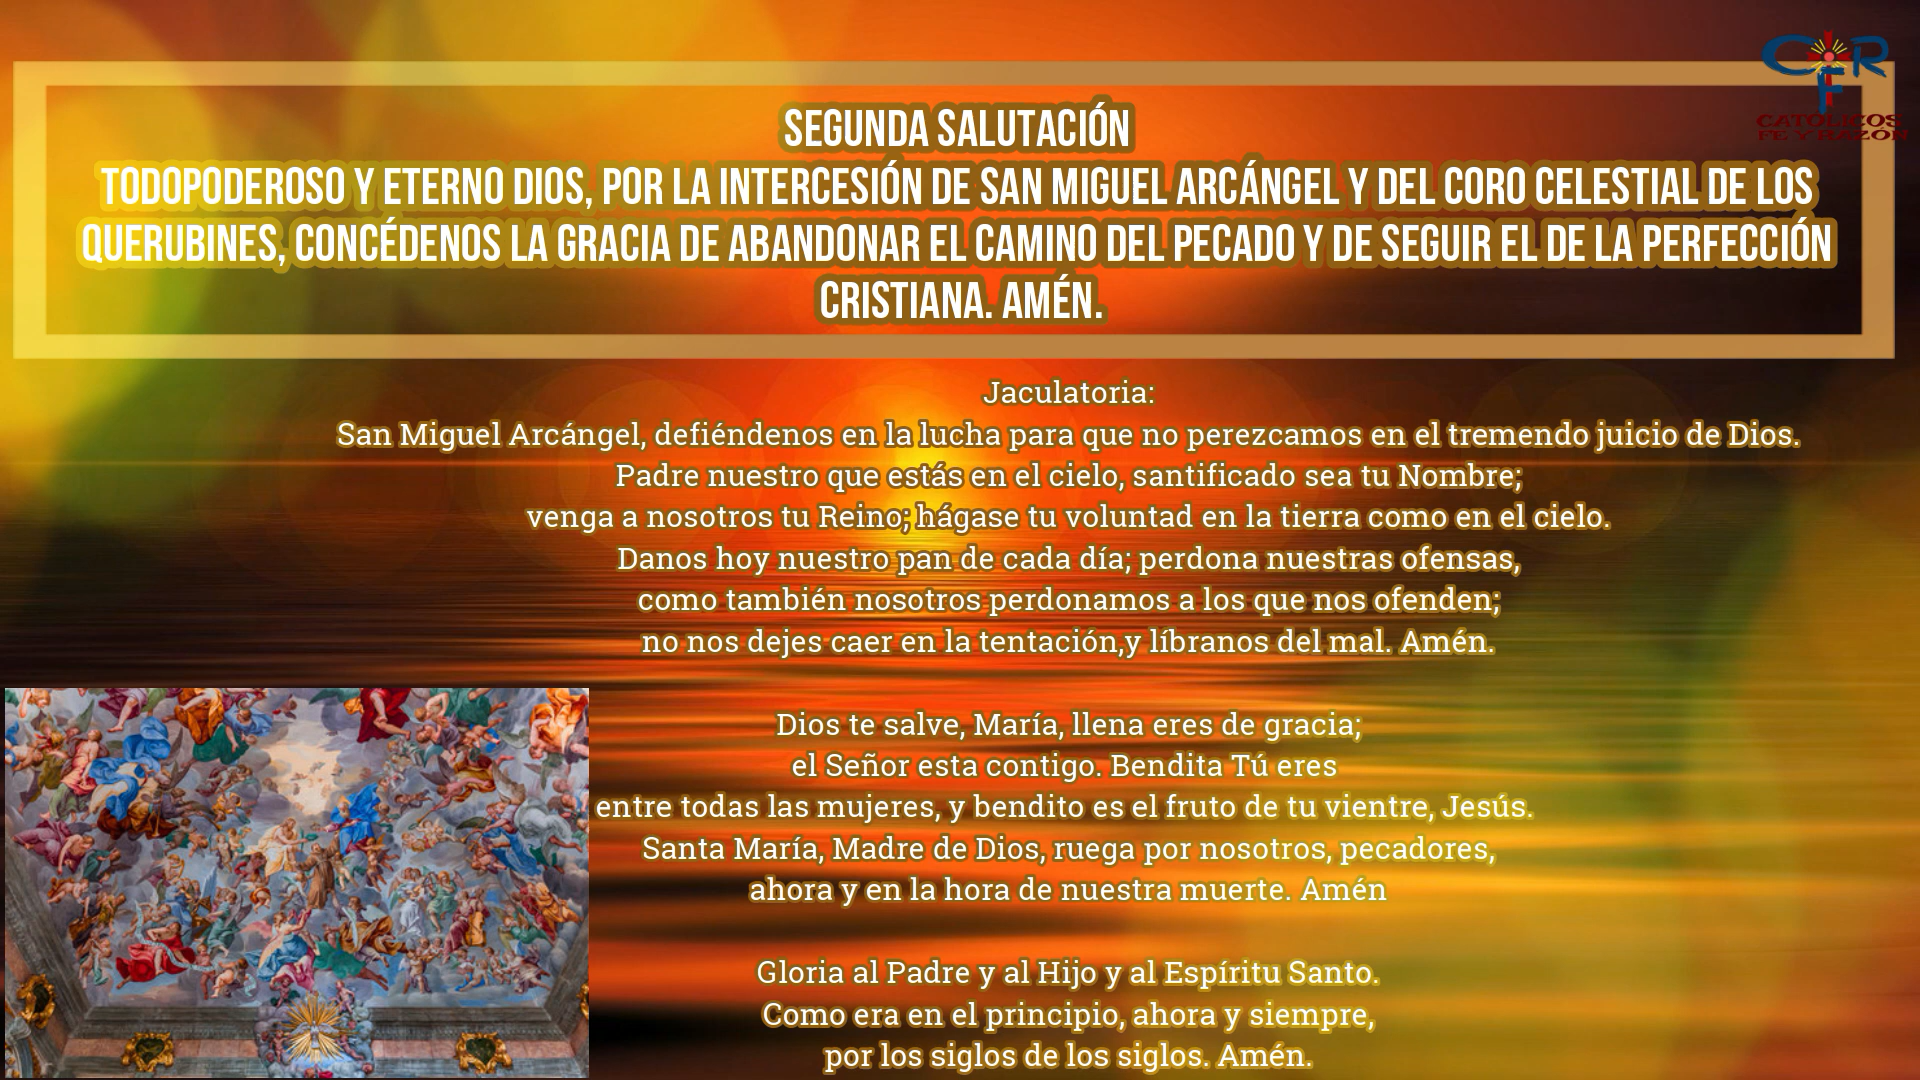 SEGUNDA SALUTACIÓN
TODOPODEROSO Y ETERNO DIOS, POR LA INTERCESIÓN DE SAN MIGUEL ARCÁNGEL Y DEL CORO CELESTIAL DE LOS
QUERUBINES, CONCÉDENOS LA GRACIA DE ABANDONAR EL CAMINO DEL PECADO Y DE SEGUIR EL DE LA PERFECCIÓN
CRISTIANA. AMÉN.
CFR
CATÓLICOS
FE Y RAZÓN
Jaculatoria:
San Miguel Arcángel, defiéndenos en la lucha para que no perezcamos en el tremendo juicio de Dios.
Padre nuestro que estás en el cielo, santificado sea tu Nombre;
venga a nosotros tu Reino; hágase tu voluntad en la tierra como en el cielo.
Danos hoy nuestro pan de cada día; perdona nuestras ofensas,
como también nosotros perdonamos a los que nos ofenden;
no nos dejes caer en la tentación,y líbranos del mal. Amén.
Dios te salve, María, llena eres de gracia;
el Señor esta contigo. Bendita Tú eres
entre todas las mujeres, y bendito es el fruto de tu vientre, Jesús.
Santa María, Madre de Dios, ruega por nosotros, pecadores,
ahora y en la hora de nuestra muerte. Amén
Gloria al Padre y al Hijo y al Espíritu Santo.
Como era en el principio, ahora y siempre,
por los siglos de los siglos. Amén.